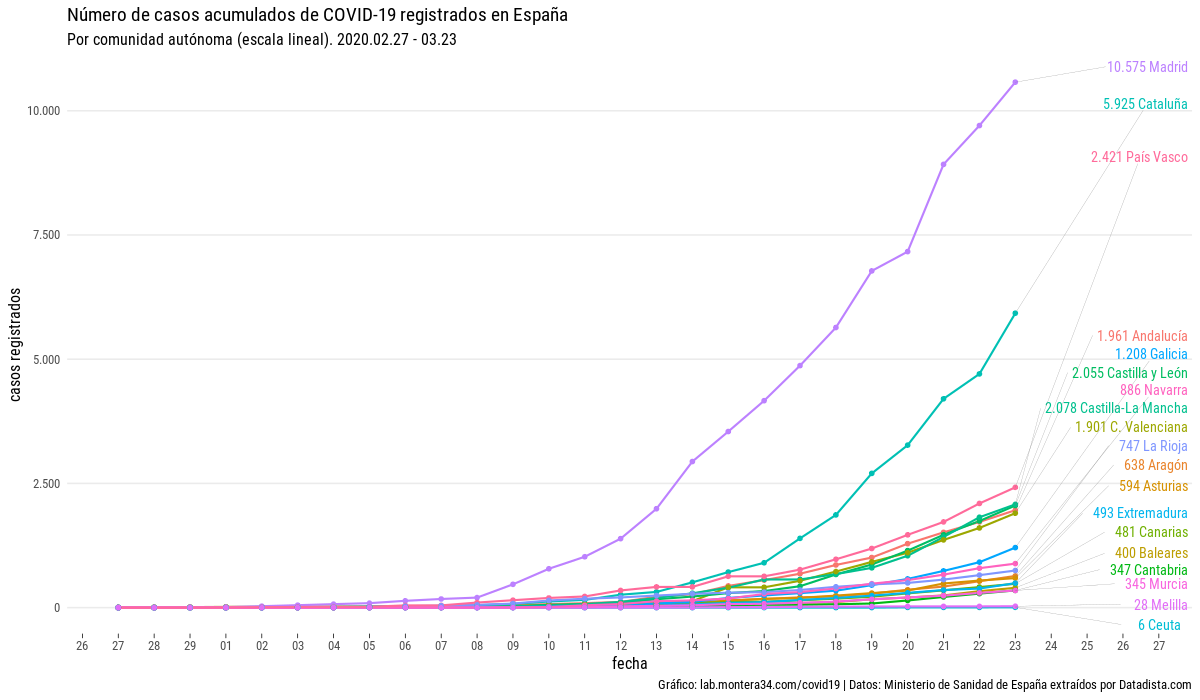 Número de casos acumulados de COVID-19 registrados en España
Por comunidad autónoma (escala lineal). 2020.02.27 - 03.23
10.575 Madrid
5.925 Cataluña
2.421 País Vasco
1.961 Andalucía
1.208 Galicia
2.055 Castilla y León
886 Navarra
2.078 Castilla-La Mancha
1.901 C. Valenciana
747 La Rioja
638 Aragón
594 Asturias
493 Extremadura
481 Canarias
400 Baleares
347 Cantabria
345 Murcia
28 Melilla
6 Ceuta
casos registrados
10.000
7.500
5.000
2.500
0
26 27 28 29 01 02 03 04 05 06 07 08 09 10 11 12 13 14 15 16 17 18 19 20 21 22 23 24 25 26 27
fecha
Gráfico: lab.montera34.com/covid19 | Datos: Ministerio de Sanidad de España extraídos por Datadista.com